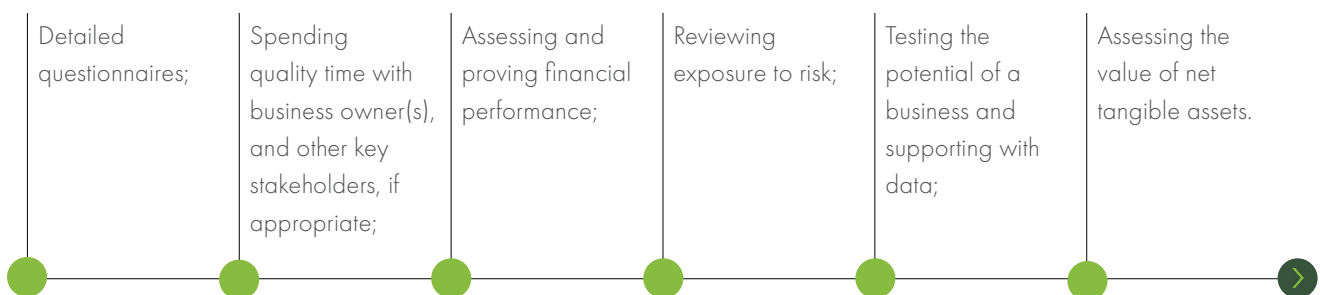 Detailed
questionnaires;
Spending
quality time with
business owner(s),
and other key
stakeholders, if
appropriate;
Assessing and
proving financial
performance;
Reviewing
exposure to risk;
Testing the
potential of a
business and
supporting with
data;
Assessing the
value of net
tangible assets.